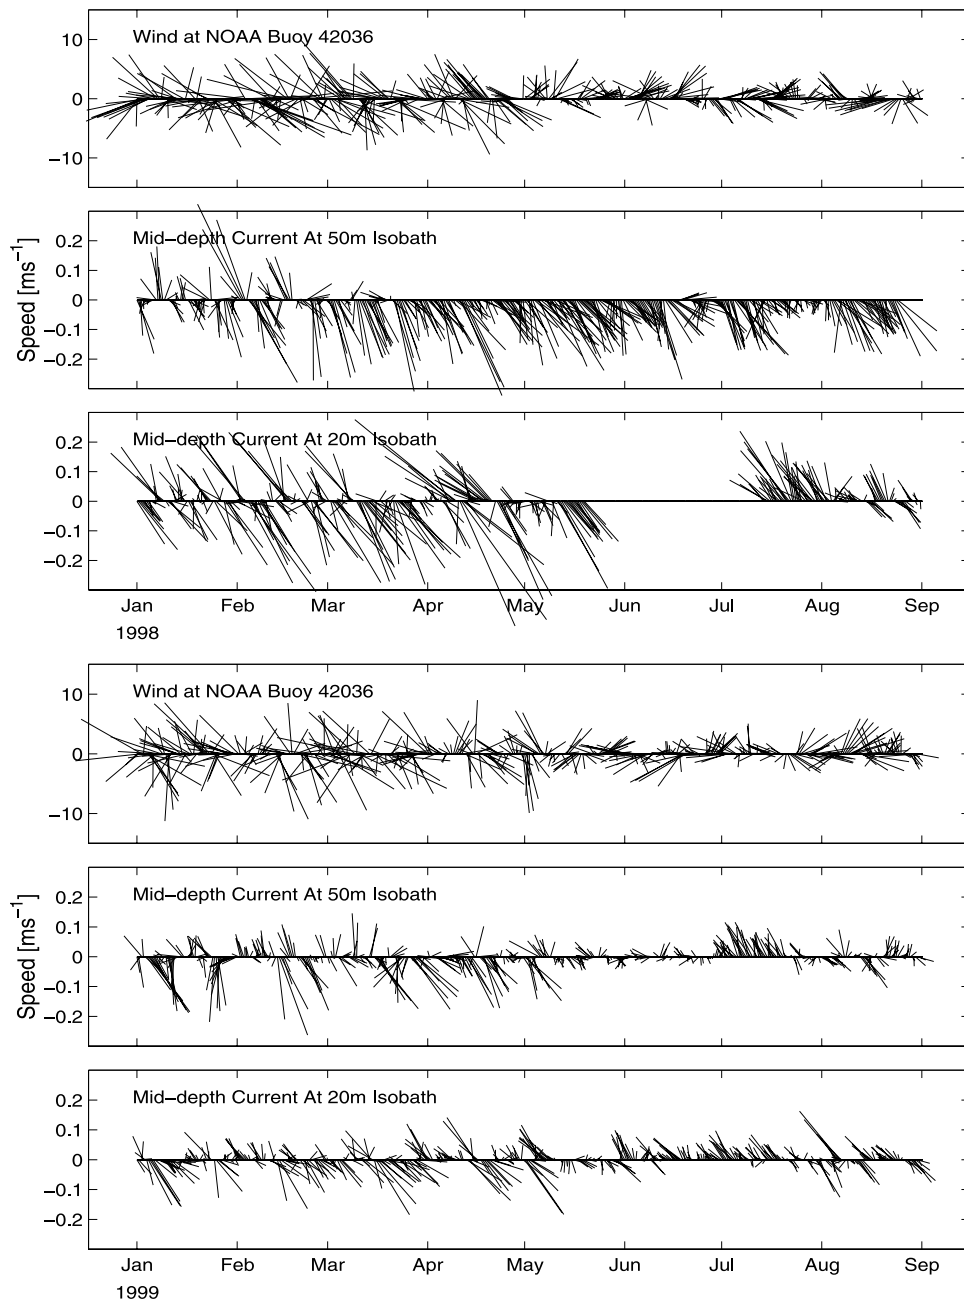 Wind at NOAA Buoy 42036
10
0
−10
Mid−depth Current At 50m Isobath
0.2
0.1
0
−0.1
−0.2
Speed [ms⁻¹]
Mid−depth Current At 20m Isobath
0.2
0.1
0
−0.1
−0.2
Jan Feb Mar Apr May Jun Jul Aug Sep
1998
Wind at NOAA Buoy 42036
10
0
−10
Mid−depth Current At 50m Isobath
0.2
0.1
0
−0.1
−0.2
Speed [ms⁻¹]
Mid−depth Current At 20m Isobath
0.2
0.1
0
−0.1
−0.2
Jan Feb Mar Apr May Jun Jul Aug Sep
1999